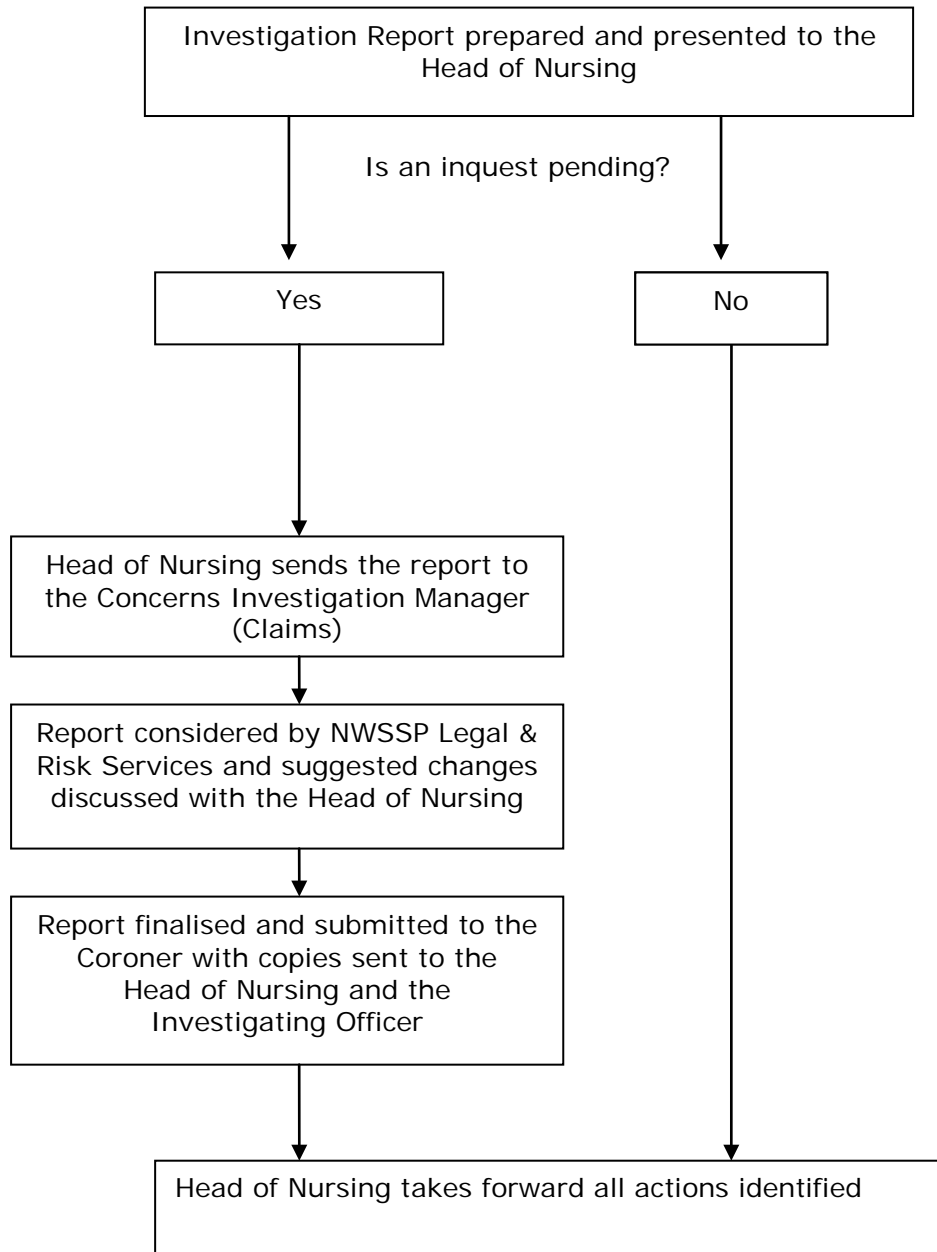 Investigation Report prepared and presented to the
Head of Nursing
Is an inquest pending?
Yes
No
Head of Nursing sends the report to
the Concerns Investigation Manager
(Claims)
Report considered by NWSSP Legal &
Risk Services and suggested changes
discussed with the Head of Nursing
Report finalised and submitted to the
Coroner with copies sent to the
Head of Nursing and the
Investigating Officer
Head of Nursing takes forward all actions identified